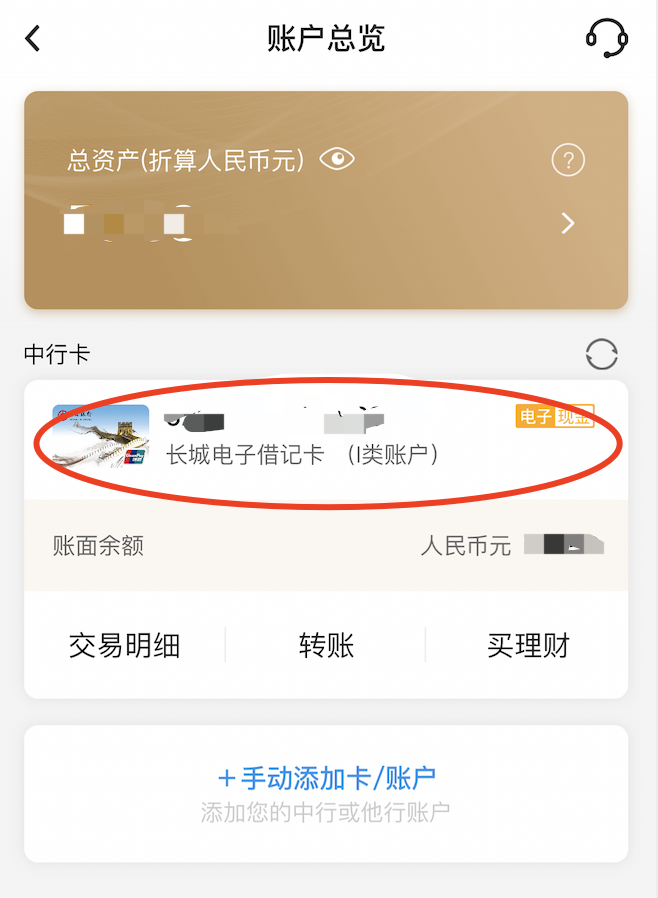 账户总览
总资产(折算人民币元)
?
中行卡
电子 现金
长城电子借记卡 (I类账户)
账面余额 人民币元
交易明细 转账 买理财
+手动添加卡/账户
添加您的中行或他行账户